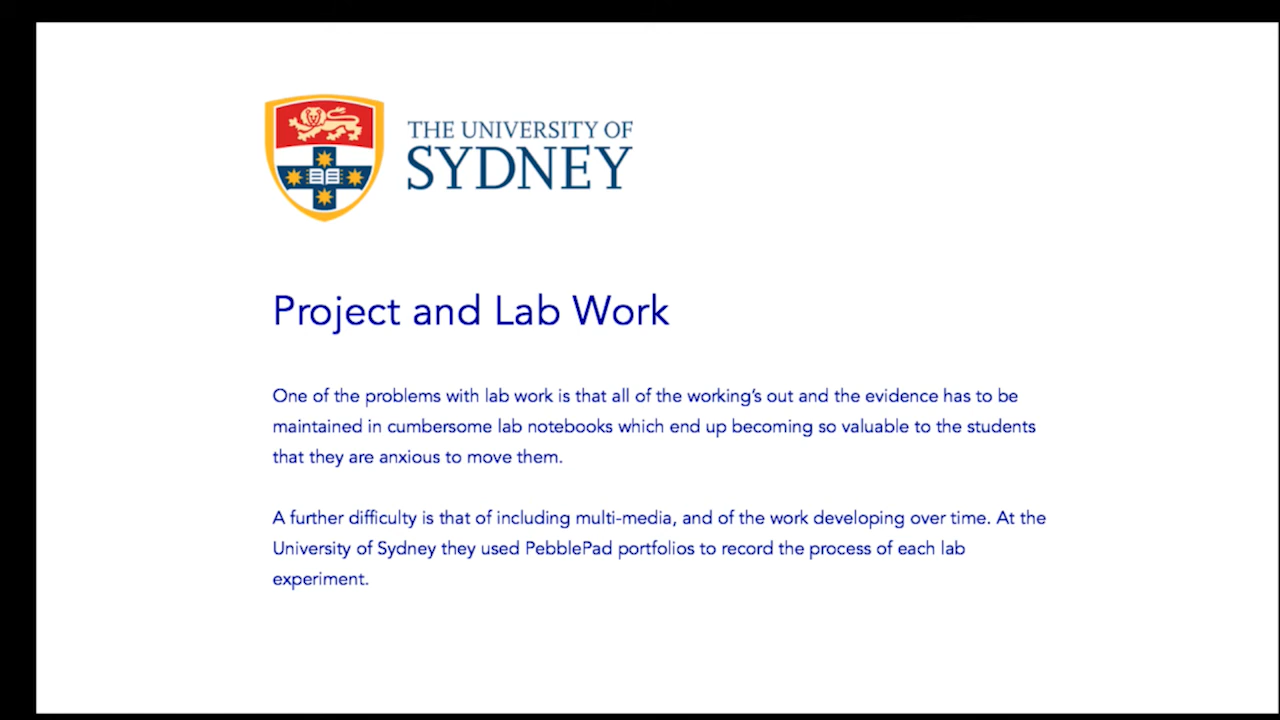 THE UNIVERSITY OF
SYDNEY
Project and Lab Work
One of the problems with lab work is that all of the working's out and the evidence has to be
maintained in cumbersome lab notebooks which end up becoming so valuable to the students
that they are anxious to move them.
A further difficulty is that of including multi-media, and of the work developing over time. At the
University of Sydney they used PebblePad portfolios to record the process of each lab
experiment.